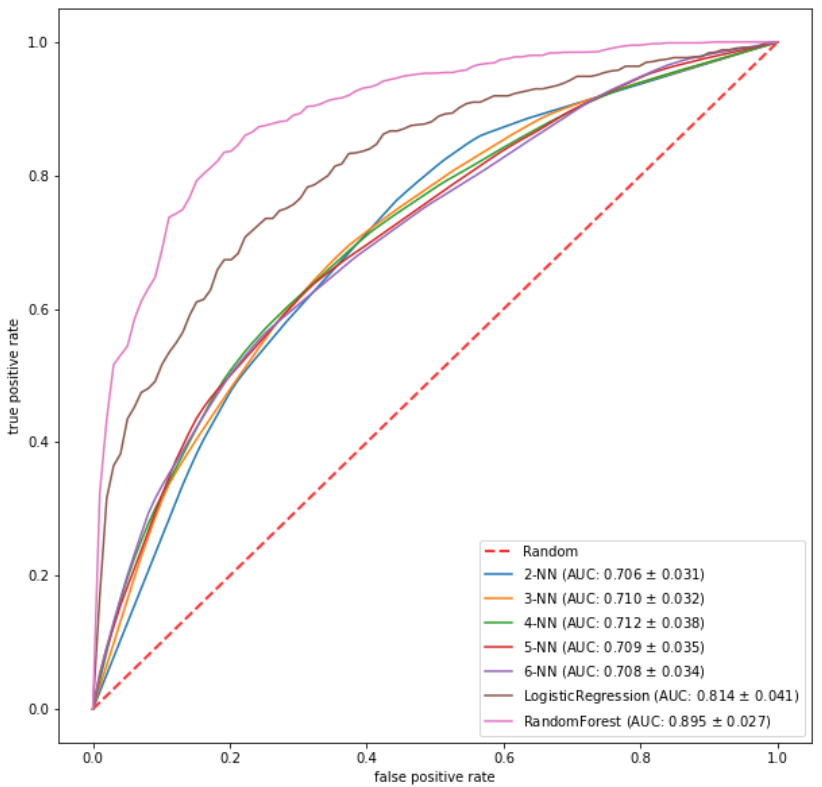 1.0
0.8
0.6
0.4
0.2
0.0
true positive rate
0.0 0.2 0.4 0.6 0.8 1.0
false positive rate
Random
2-NN (AUC: 0.706 ± 0.031)
3-NN (AUC: 0.710 ± 0.032)
4-NN (AUC: 0.712 ± 0.038)
5-NN (AUC: 0.709 ± 0.035)
6-NN (AUC: 0.708 ± 0.034)
LogisticRegression (AUC: 0.814 ± 0.041)
RandomForest (AUC: 0.895 ± 0.027)